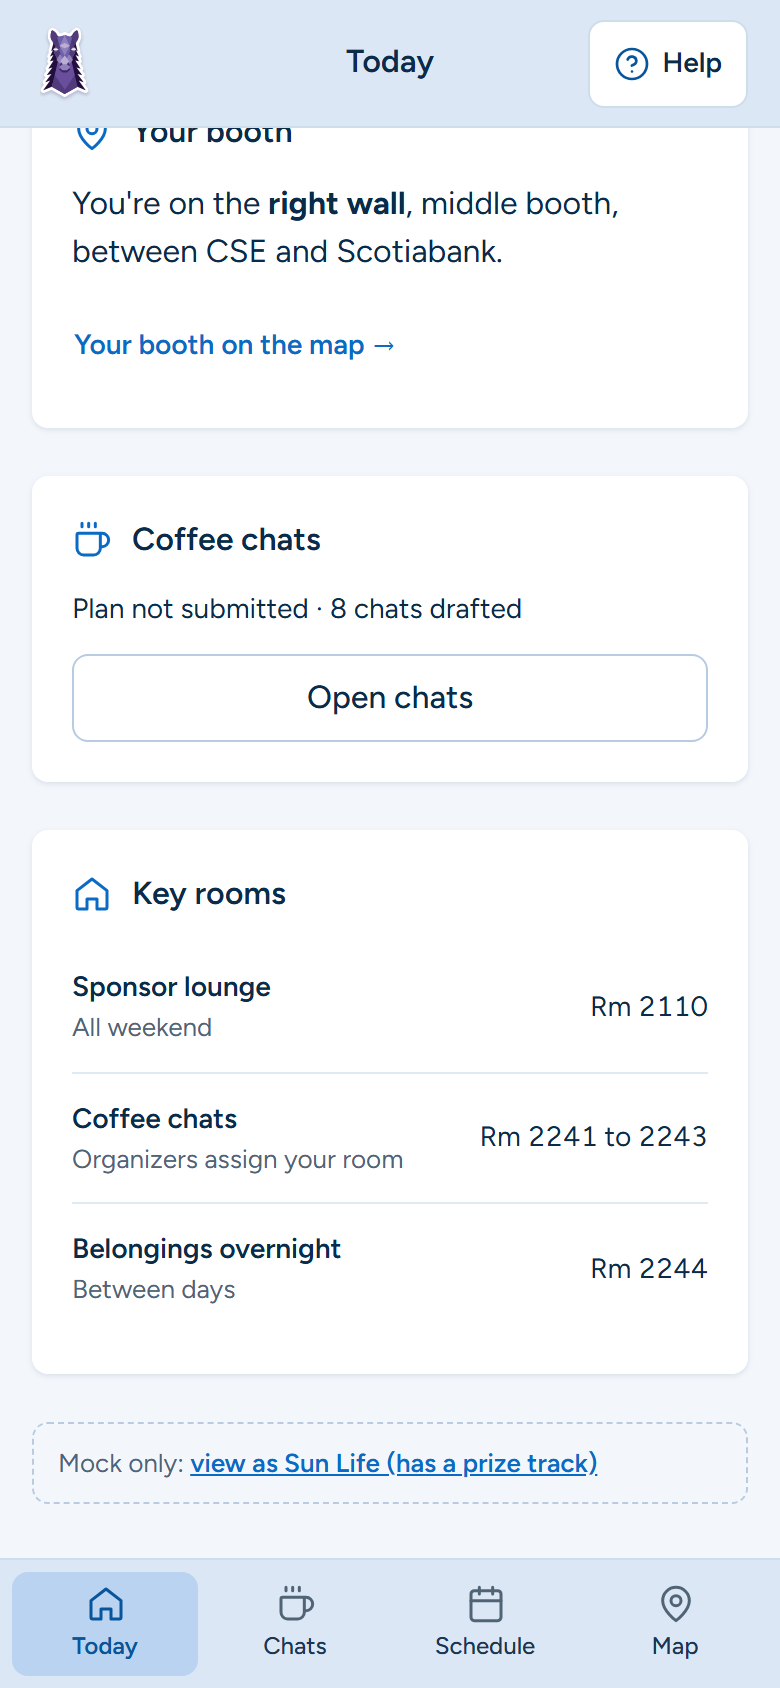 Today
Help
Your booth
You're on the right wall, middle booth,
between CSE and Scotiabank.
Your booth on the map →
Coffee chats
Plan not submitted · 8 chats drafted
Open chats
Key rooms
Sponsor lounge
All weekend
Rm 2110
Coffee chats
Organizers assign your room
Rm 2241 to 2243
Belongings overnight
Between days
Rm 2244
Mock only: view as Sun Life (has a prize track)
Today
Chats
Schedule
Map